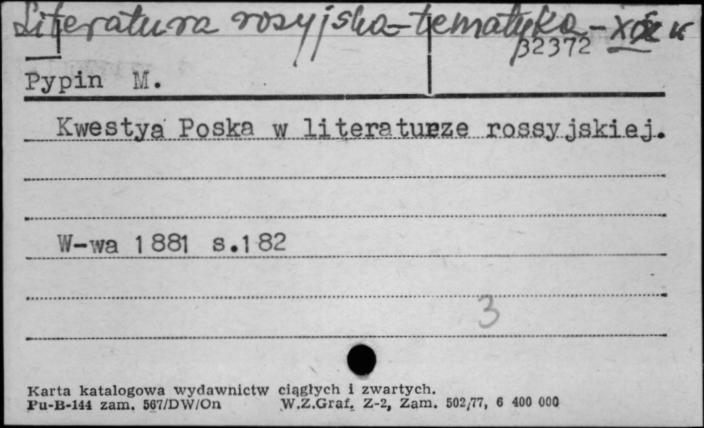 Literatura rosyjska-tematyka - XIX w
32372
Pypin M.
Kwestya Poska w literaturze rossyjskiej.
W-wa 1881 s.182
3
Karta katalogowa wydawnictw ciągłych i zwartych.
Pu-B-144 zam. 567/DW/On W.Z.Graf. Z-2, Zam. 502/77, 6 400 000